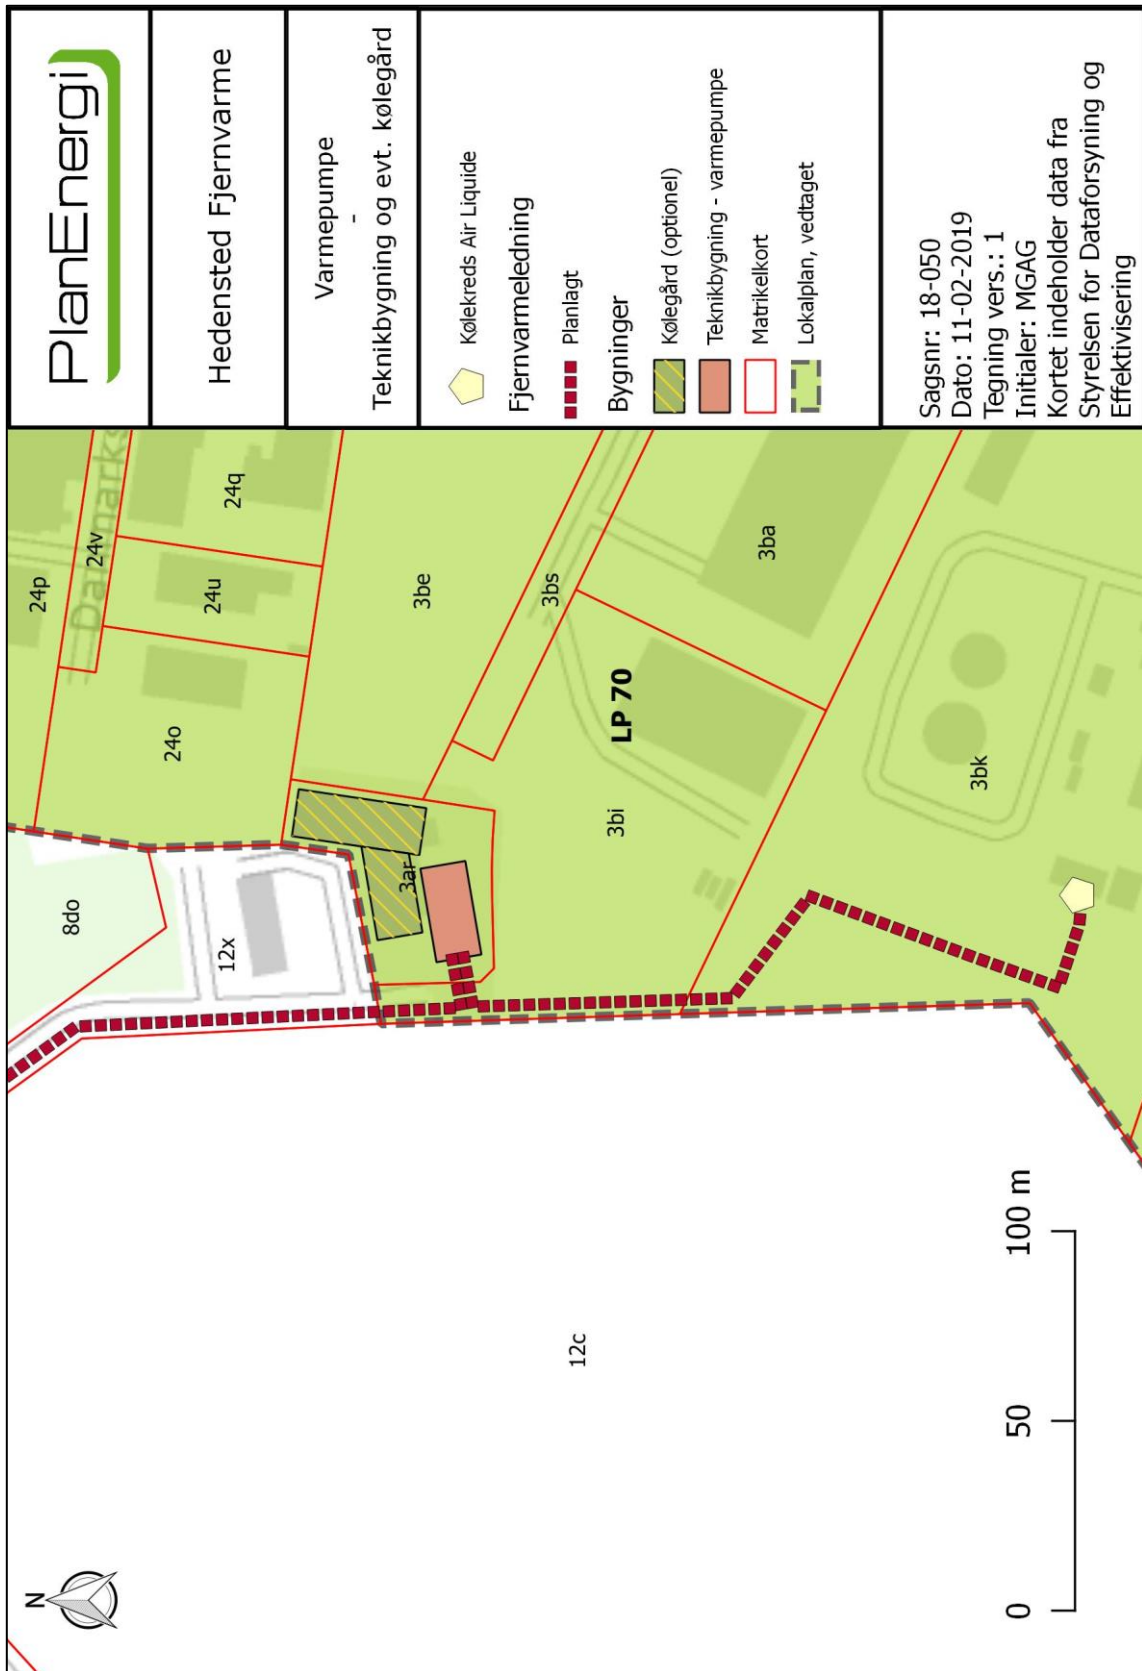 PlanEnergi
Hedensted Fjernvarme
Varmepumpe
-
Teknikbygning og evt. kølegård
Kølekreds Air Liquide
Fjernvarmeledning
Planlagt
Bygninger
Kølegård (optionel)
Teknikbygning - varmepumpe
Matrikelkort
Lokalplan, vedtaget
Sagsnr: 18-050
Dato: 11-02-2019
Tegning vers.: 1
Initialer: MGAG
Kortet indeholder data fra
Styrelsen for Dataforsyning og
Effektivisering
N
8do
24p
24v
24o
24u
24q
12x
3ar
3be
3bs
LP 70
3bi
3ba
3bk
12c
0
50
100 m